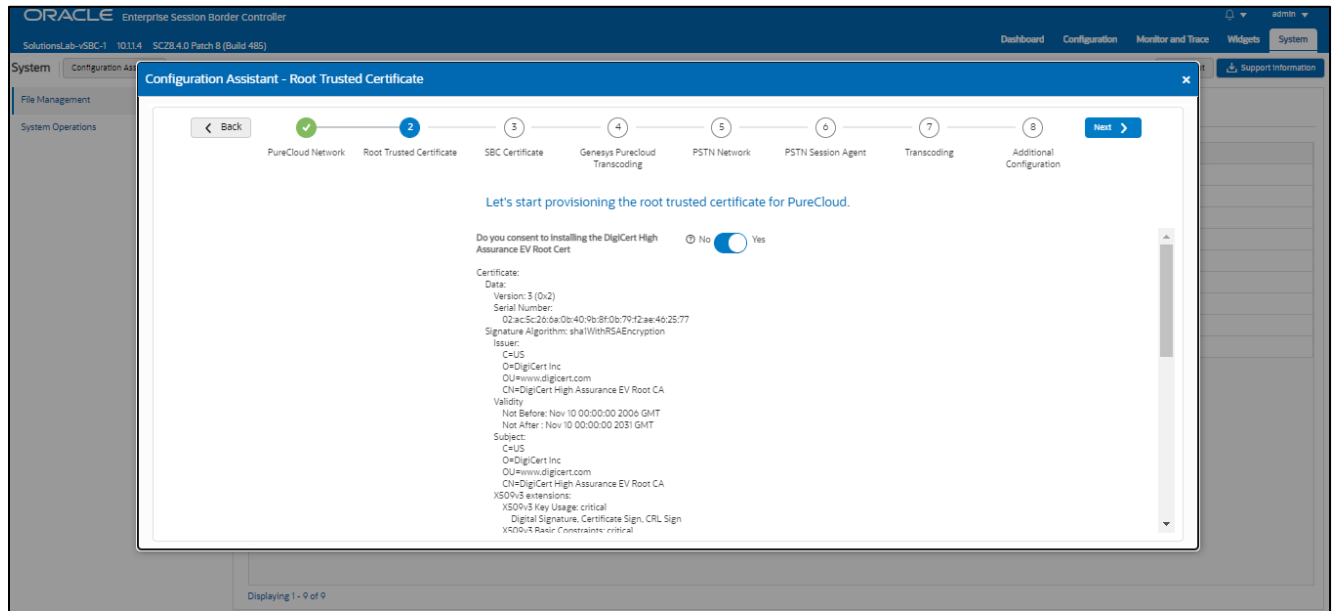 ORACLE Enterprise Session Border Controller
admin
SolutionsLab-vSBC-1 10.1.1.4 SCZ8.4.0 Patch 8 (Build 485)
Dashboard Configuration Monitor and Trace Widgets System
System Configuration Ass
Support Information
Configuration Assistant - Root Trusted Certificate
×
File Management
System Operations
Back
2 3 4 5 6 7 8
Next
PureCloud Network Root Trusted Certificate SBC Certificate Genesys Purecloud PSTN Network PSTN Session Agent Transcoding Additional
Transcoding Configuration
Let's start provisioning the root trusted certificate for PureCloud.
Do you consent to installing the DigiCert High No Yes
Assurance EV Root Cert
Certificate:
Data:
Version: 3 (0x2)
Serial Number:
02:ac:5c:26:6a:0b:40:9b:8f:0b:79:f2:ae:46:25:77
Signature Algorithm: sha1WithRSAEncryption
Issuer:
C=US
O=DigiCert Inc
OU=www.digicert.com
CN=DigiCert High Assurance EV Root CA
Validity
Not Before: Nov 10 00:00:00 2006 GMT
Not After : Nov 10 00:00:00 2031 GMT
Subject:
C=US
O=DigiCert Inc
OU=www.digicert.com
CN=DigiCert High Assurance EV Root CA
X509v3 extensions:
X509v3 Key Usage: critical
Digital Signature, Certificate Sign, CRL Sign
X509v3 Basic Constraints: critical
Displaying 1 - 9 of 9